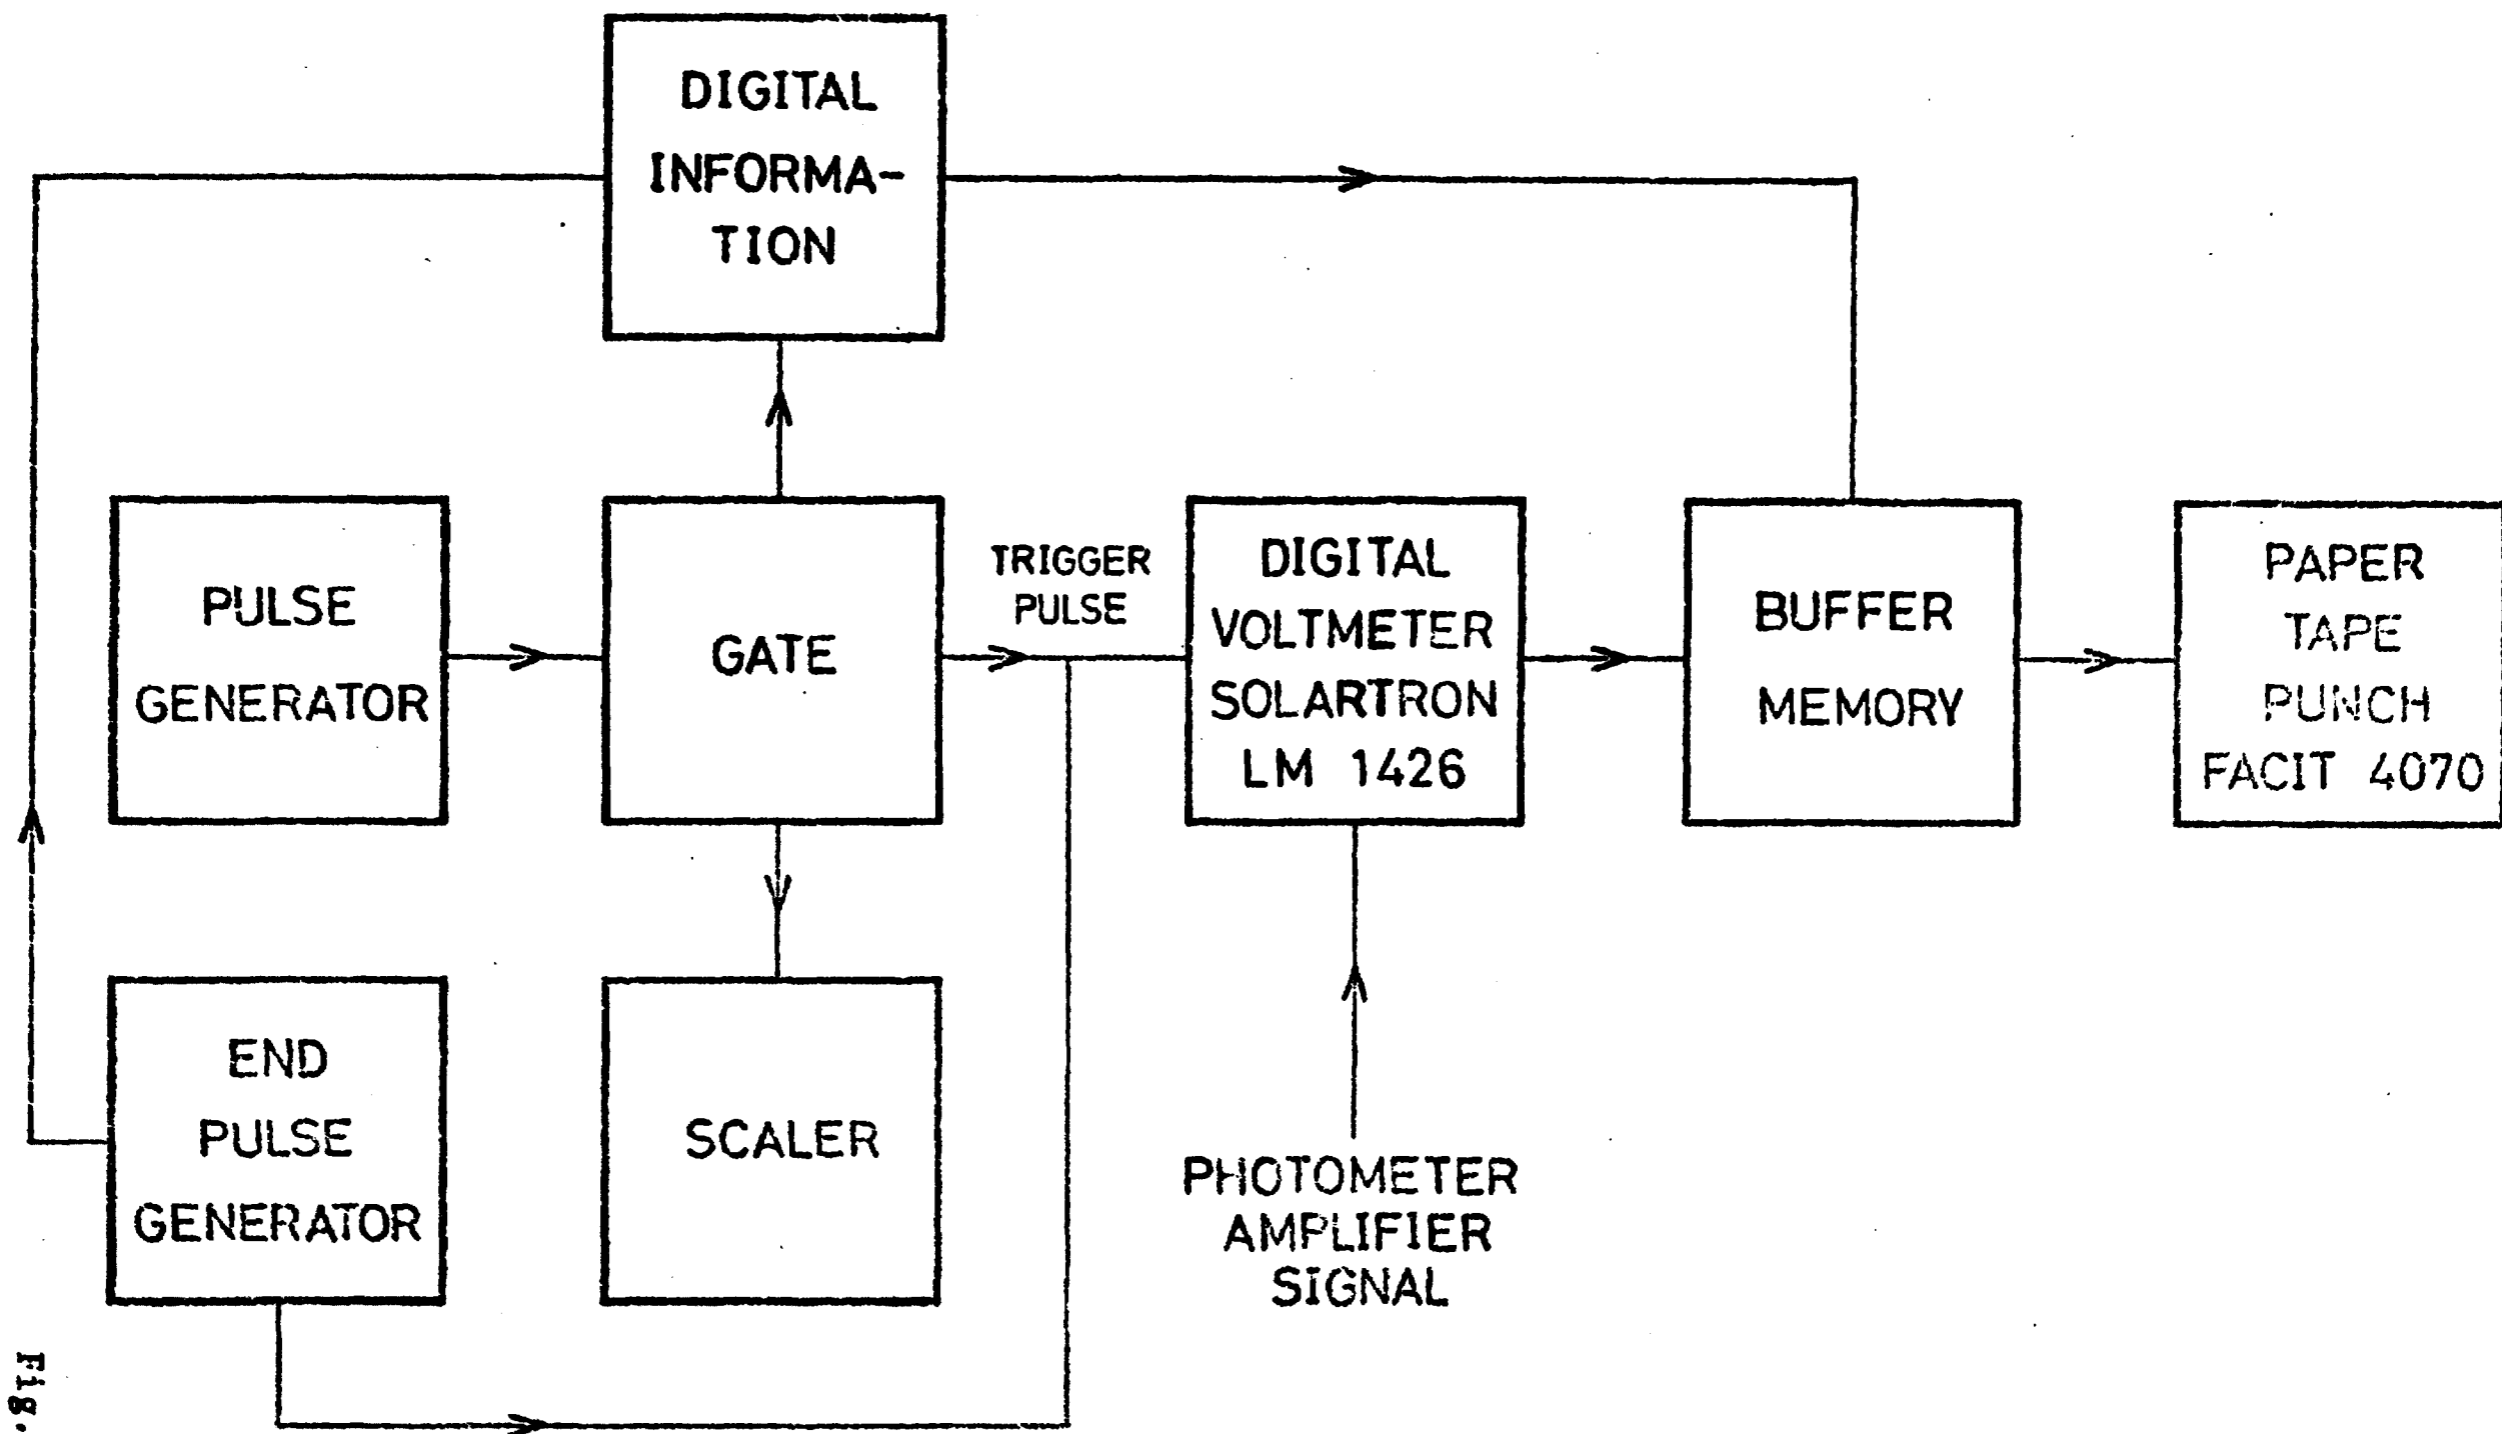 DIGITAL
INFORMA-
TION
PULSE
GENERATOR
GATE
TRIGGER
PULSE
DIGITAL
VOLTMETER
SOLARTRON
LM 1426
BUFFER
MEMORY
PAPER
TAPE
PUNCH
FACIT 4070
END
PULSE
GENERATOR
SCALER
PHOTOMETER
AMPLIFIER
SIGNAL
Fig.